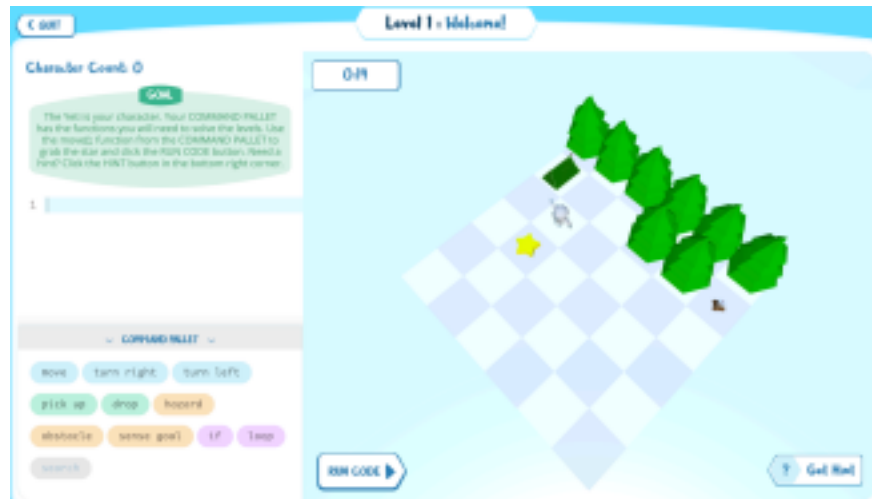 < QUIT
Level 1 : Welcome!
Character Count: 0
GOAL
The Yeti is your character. Your COMMAND PALLET
has the functions you will need to solve the levels. Use
the move(); function from the COMMAND PALLET to
grab the star and click the RUN CODE button. Need a
hint? Click the HINT button in the bottom right corner.
1
COMMAND PALLET
move turn right turn left
pick up drop hazard
obstacle sense goal if loop
search
RUN CODE
? Get Hint